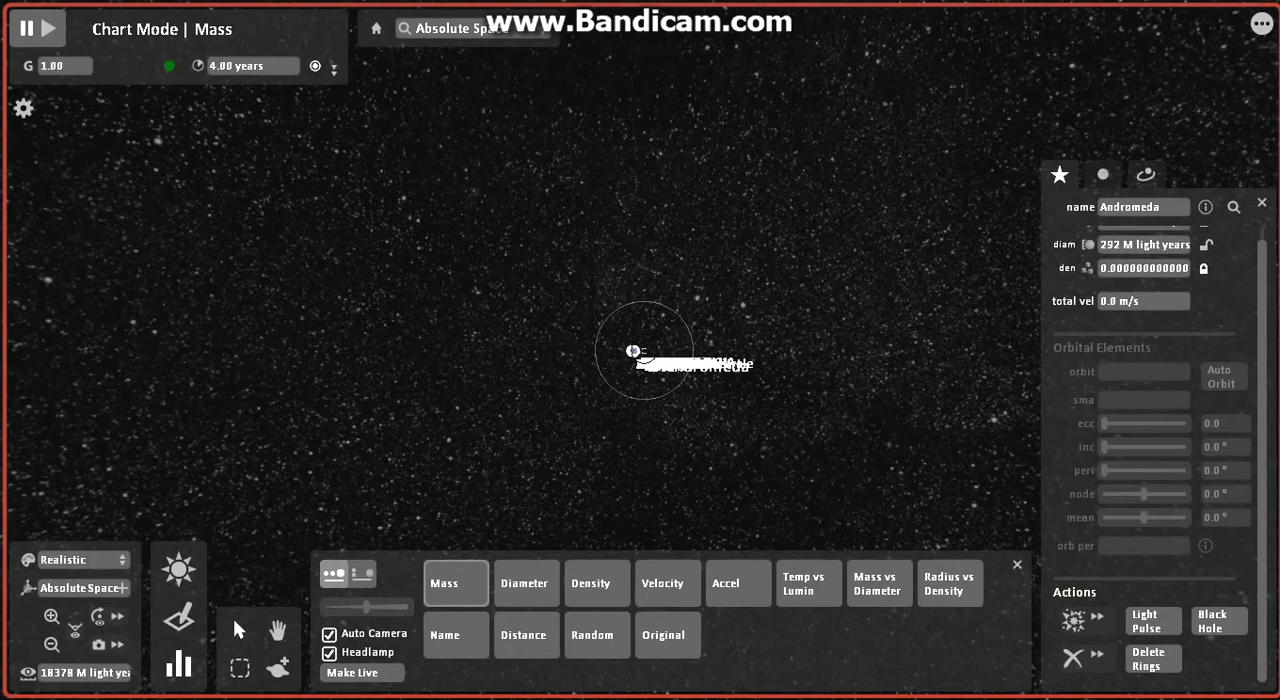 www.Bandicam.com
Chart Mode | Mass
Absolute Spa
G 1.00
4.00 years
name Andromeda
diam 292 M light years
den 0.000000000000
total vel 0.0 m/s
Orbital Elements
orbit
Auto Orbit
sma
ecc 0.0
inc 0.0°
peri 0.0°
node 0.0°
mean 0.0°
orb per
Actions
Light Pulse
Black Hole
Delete Rings
Realistic
Absolute Space
18378 M light yea
Auto Camera
Headlamp
Make Live
Mass
Diameter
Density
Velocity
Accel
Temp vs Lumin
Mass vs Diameter
Radius vs Density
Name
Distance
Random
Original